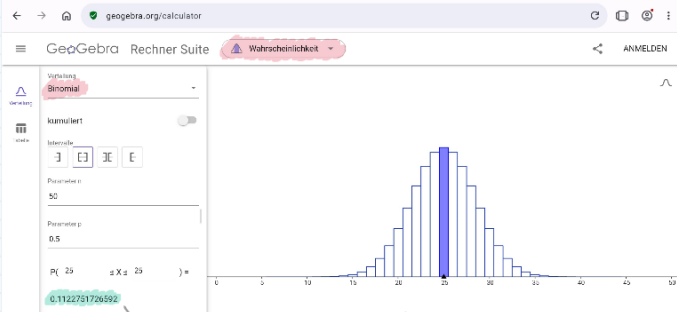 geogebra.org/calculator
GeoGebra Rechner Suite Wahrscheinlichkeit ANMELDEN
Verteilung
Binomial
Verteilung
kumuliert
Intervalle
Parameter n
50
Parameter p
0.5
P( 25 ≤ X ≤ 25 ) =
0.1122751726592
0 5 10 15 20 25 30 35 40 45 50